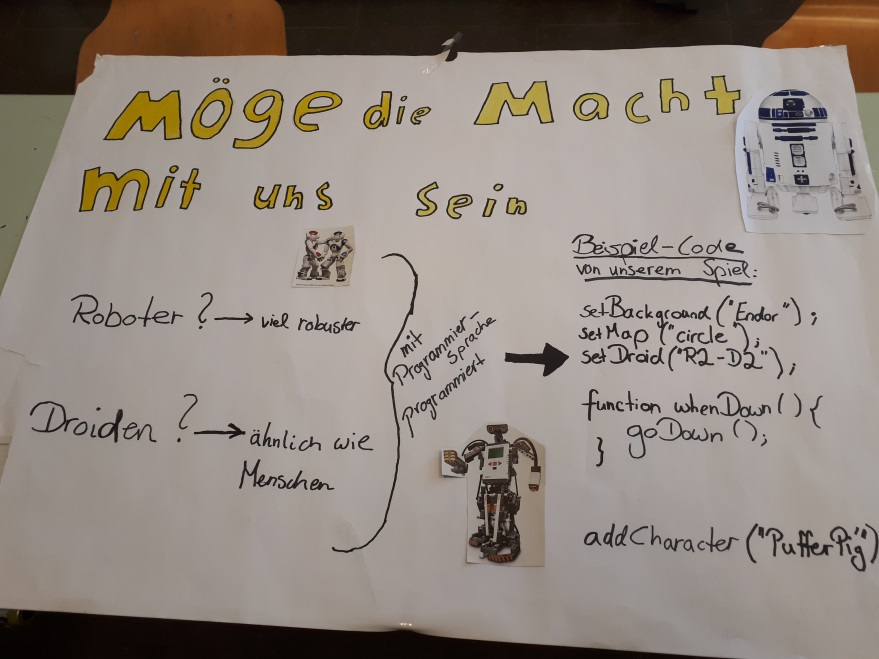 Möge die Macht
mit uns sein
Roboter? → viel robuster
Droiden? → ähnlich wie
Menschen
mit
Programmier-
sprache
programmiert
Beispiel-Code
von unserem Spiel:
setBackground ("Endor");
setMap ("circle");
setDroid ("R2-D2");
function whenDown () {
goDown ();
}
addCharacter ("PufferPig")